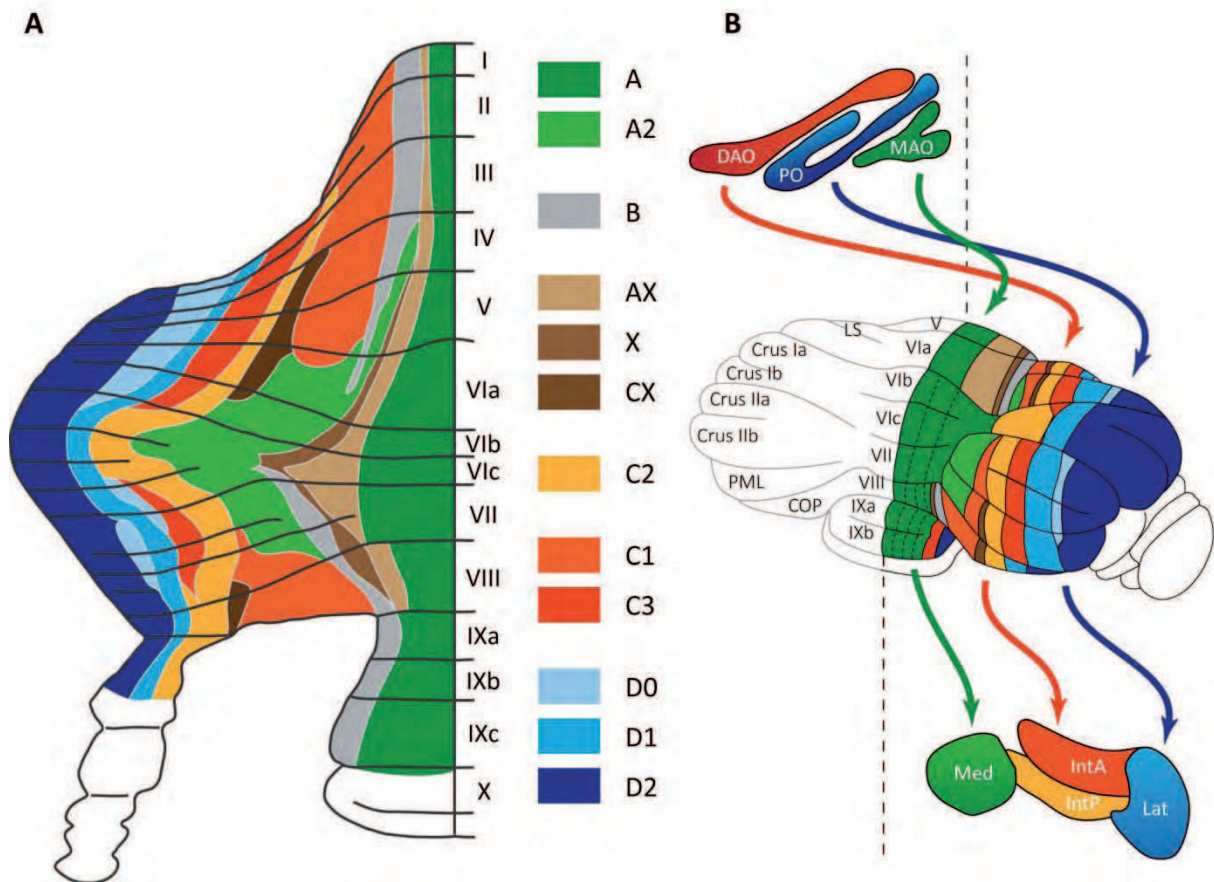 A
I
II
III
IV
V
VIa
VIb
VIc
VII
VIII
IXa
IXb
IXc
X
A
A2
B
AX
X
CX
C2
C1
C3
D0
D1
D2
B
DAO
PO
MAO
LS
V
VIa
Crus Ia
Crus Ib
VIb
Crus IIa
VIc
Crus IIb
VII
PML
VIII
COP
IXa
IXb
Med
IntA
IntP
Lat